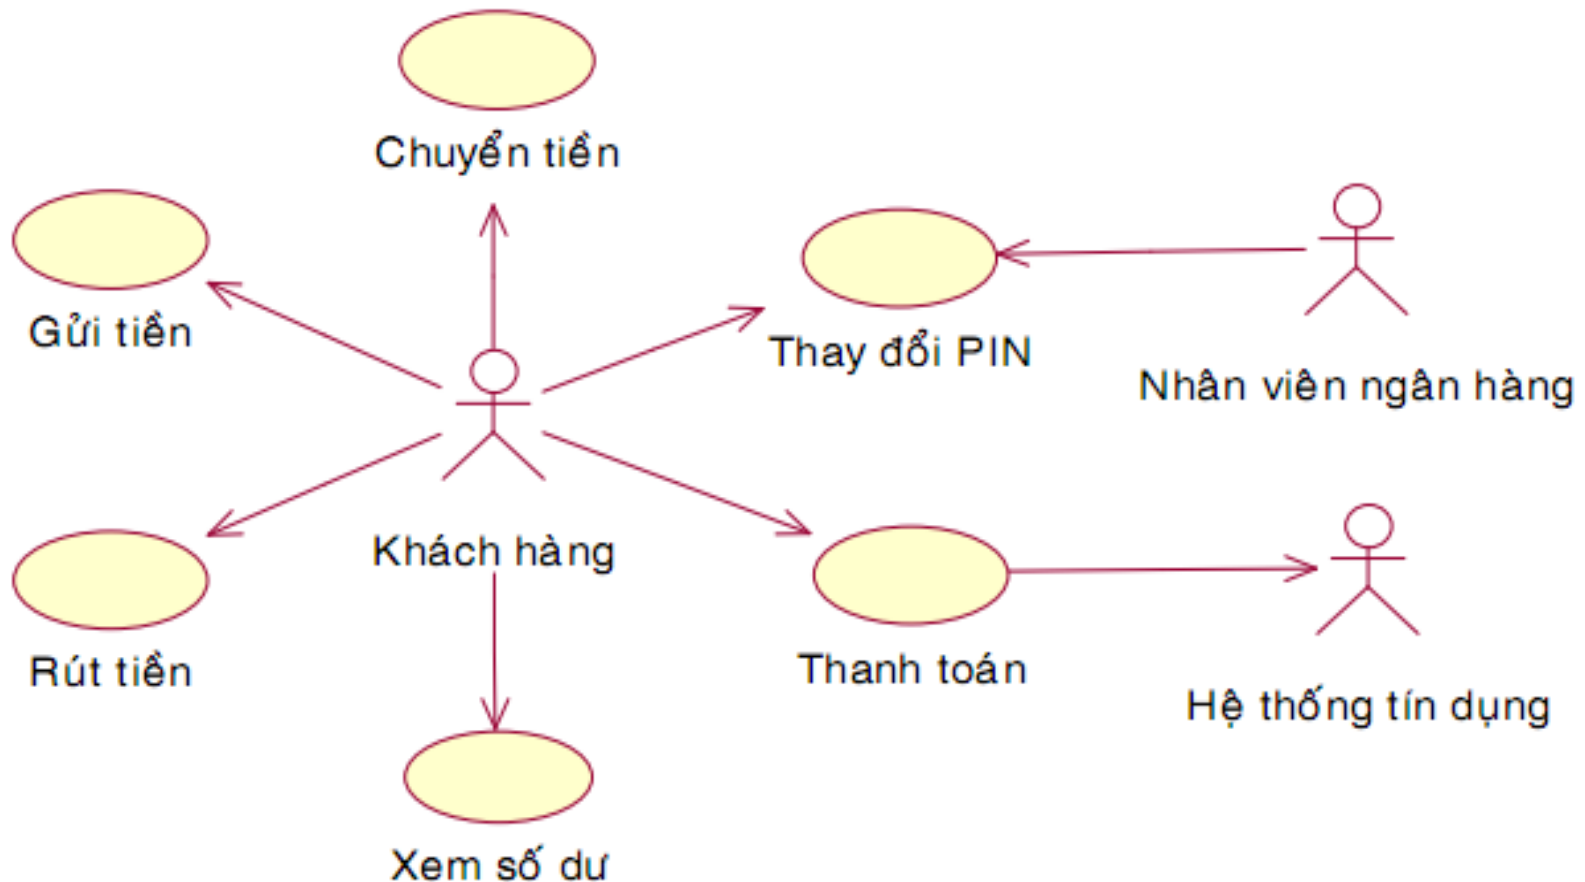 Chuyển tiền
Gửi tiền
Thay đổi PIN
Nhân viên ngân hàng
Khách hàng
Rút tiền
Thanh toán
Hệ thống tín dụng
Xem số dư